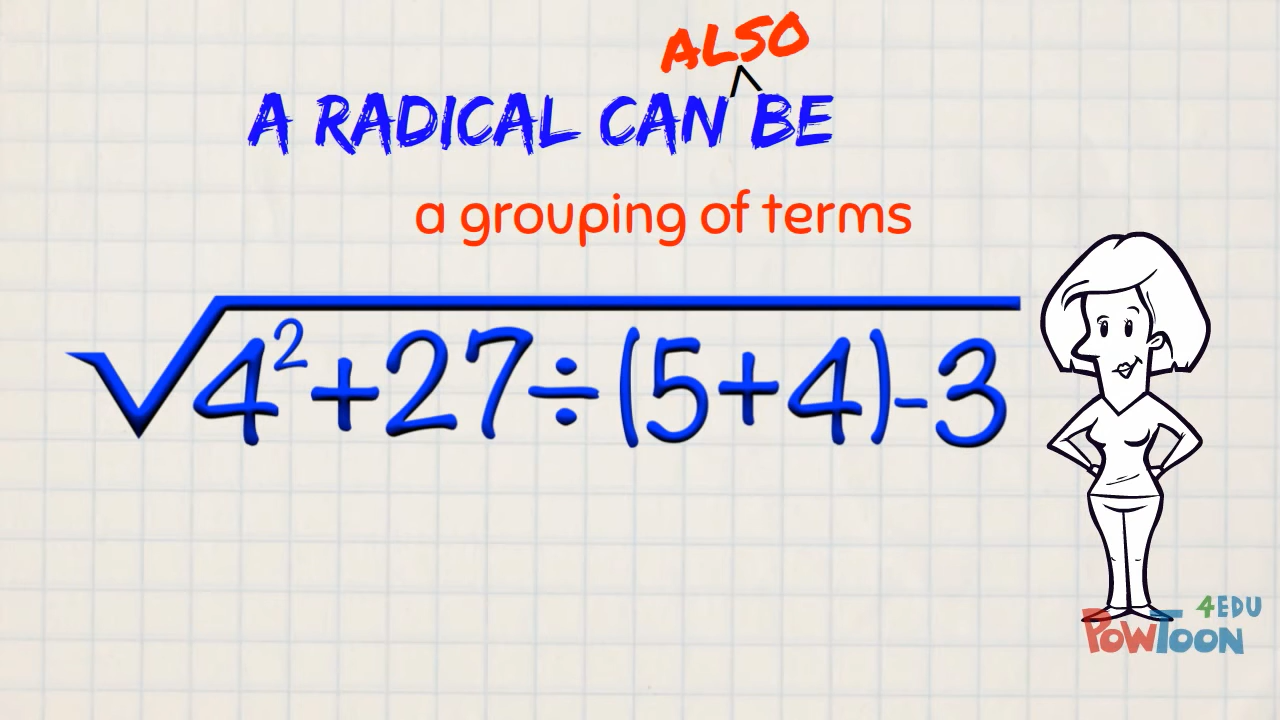 ALSO
A RADICAL CAN ^ BE
a grouping of terms
√4²+27÷(5+4)-3
4EDU
POWTOON